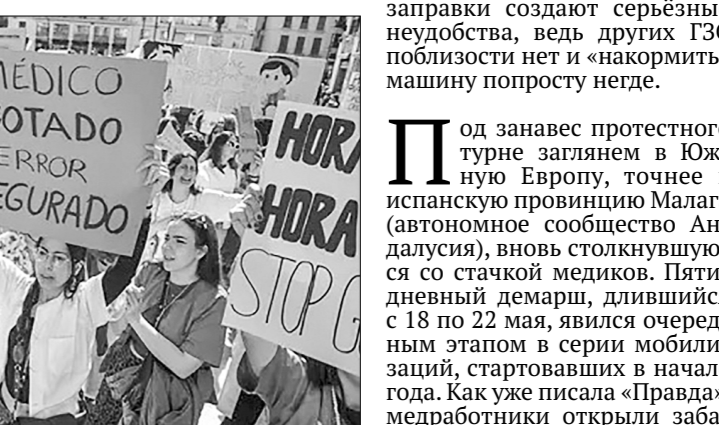 MÉDICO
OTADO
ERROR
EGURADO
HORA
HORA
STOP G
заправки создают серьёзны
неудобства, ведь других ГЗС
поблизости нет и «накормить
машину попросту негде.
Под занавес протестного
турне заглянем в Юж-
ную Европу, точнее
испанскую провинцию Малаг
(автономное сообщество Ан-
далусия), вновь столкнувшую-
ся со стачкой медиков. Пяти-
дневный демарш, длившийся
с 18 по 22 мая, явился очеред-
ным этапом в серии мобили-
заций, стартовавших в начал
года. Как уже писала «Правда»
медработники открыли заба